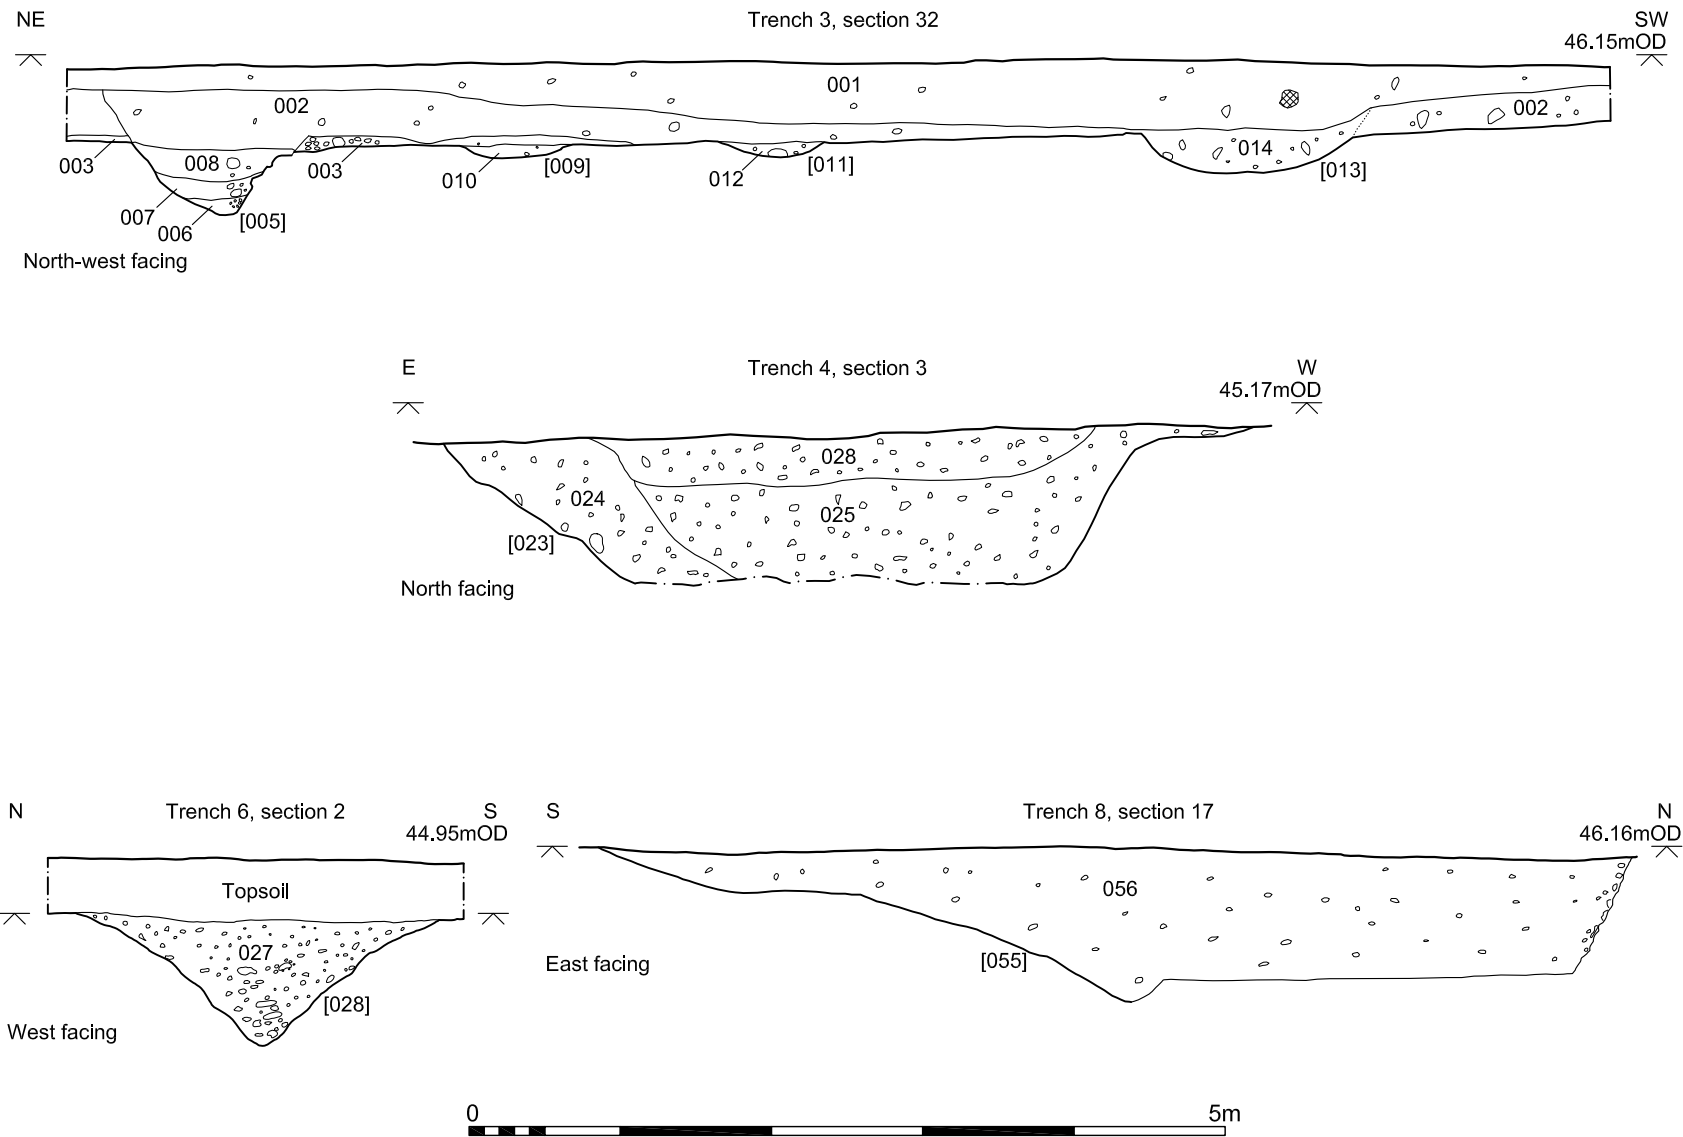 NE Trench 3, section 32 SW
46.15mOD
001
002 002
003 008 003 010 [009] 012 [011] 014 [013]
007
006 [005]
North-west facing
E Trench 4, section 3 W
45.17mOD
028
024
025
[023]
North facing
N Trench 6, section 2 S
44.95mOD
Topsoil
027
[028]
West facing
S Trench 8, section 17 N
46.16mOD
056
[055]
East facing
0 5m